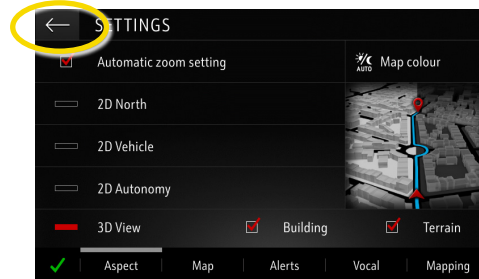 SETTINGS
Automatic zoom setting
AUTO Map colour
2D North
2D Vehicle
2D Autonomy
3D View Building Terrain
Aspect Map Alerts Vocal Mapping